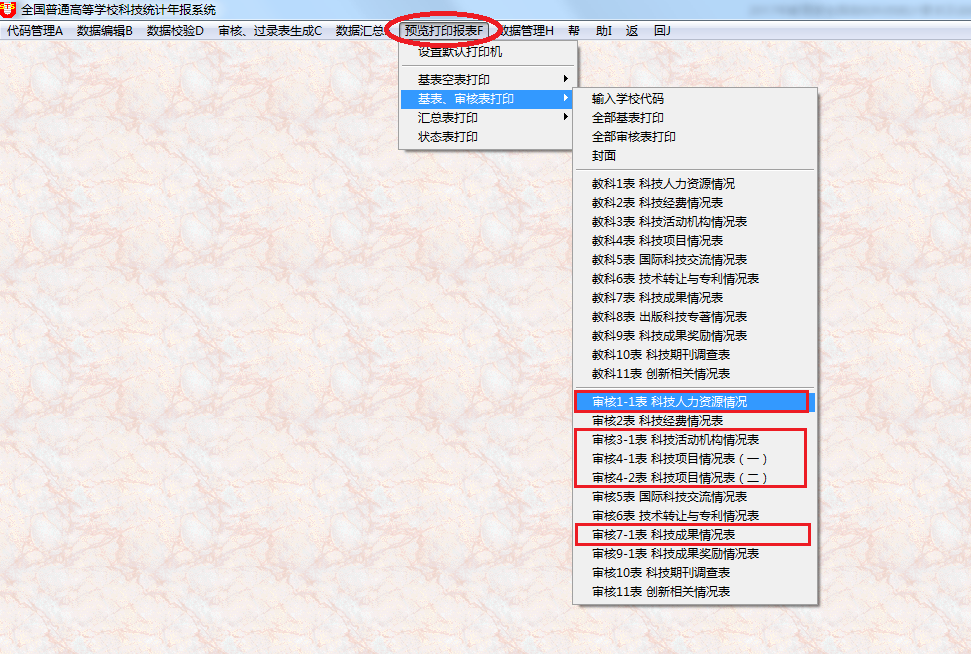 全国普通高等学校科技统计年报系统
代码管理A 数据编辑B 数据校验D 审核、过录表生成C 数据汇总 预览打印报表F 数据管理H 帮 助I 返 回J
设置默认打印机
基表空表打印
基表、审核表打印
汇总表打印
状态表打印
输入学校代码
全部基表打印
全部审核表打印
封面
教科1表 科技人力资源情况
教科2表 科技经费情况表
教科3表 科技活动机构情况表
教科4表 科技项目情况表
教科5表 国际科技交流情况表
教科6表 技术转让与专利情况表
教科7表 科技成果情况表
教科8表 出版科技专著情况表
教科9表 科技成果奖励情况表
教科10表 科技期刊调查表
教科11表 创新相关情况表
审核1-1表 科技人力资源情况
审核2表 科技经费情况表
审核3-1表 科技活动机构情况表
审核4-1表 科技项目情况表（一）
审核4-2表 科技项目情况表（二）
审核5表 国际科技交流情况表
审核6表 技术转让与专利情况表
审核7-1表 科技成果情况表
审核9-1表 科技成果奖励情况表
审核10表 科技期刊调查表
审核11表 创新相关情况表